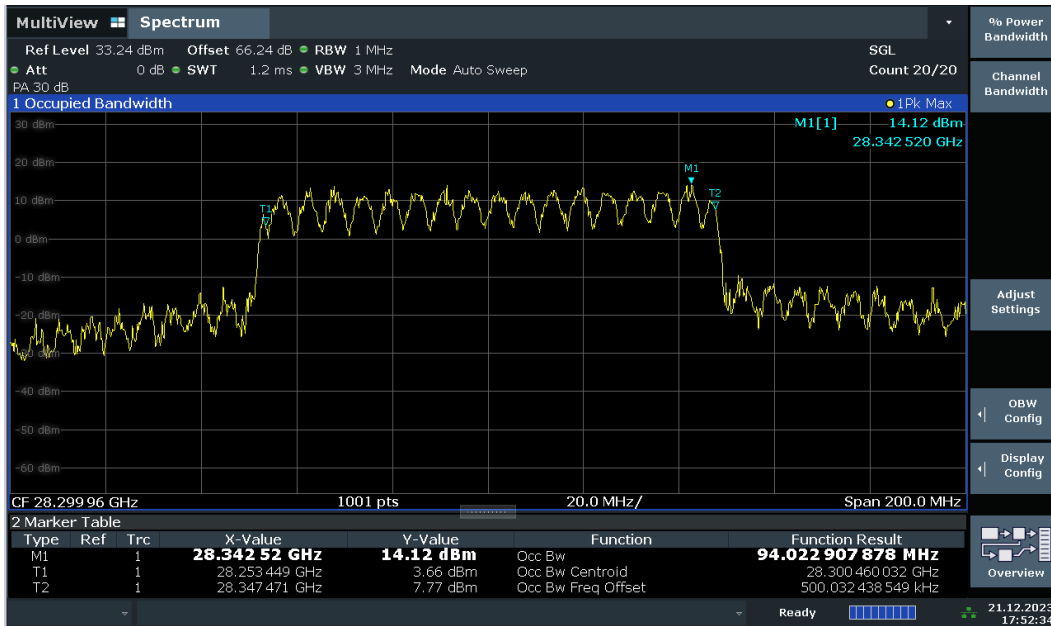 MultiView Spectrum
Ref Level 33.24 dBm Offset 66.24 dB RBW 1 MHz SGL
Att 0 dB SWT 1.2 ms VBW 3 MHz Mode Auto Sweep Count 20/20
PA 30 dB
1 Occupied Bandwidth 1Pk Max
30 dBm
M1[1] 14.12 dBm
28.342 520 GHz
20 dBm
M1
T2
10 dBm
T1
0 dBm
-10 dBm
-20 dBm
-30 dBm
-40 dBm
-50 dBm
-60 dBm
CF 28.299 96 GHz 1001 pts 20.0 MHz/ Span 200.0 MHz
2 Marker Table
Type Ref Trc X-Value Y-Value Function Function Result
M1 1 28.342 52 GHz 14.12 dBm Occ Bw 94.022 907 878 MHz
T1 1 28.253 449 GHz 3.66 dBm Occ Bw Centroid 28.300 460 032 GHz
T2 1 28.347 471 GHz 7.77 dBm Occ Bw Freq Offset 500.032 438 549 kHz
Ready
21.12.2023
17:52:34
% Power
Bandwidth
Channel
Bandwidth
Adjust
Settings
OBW
Config
Display
Config
Overview